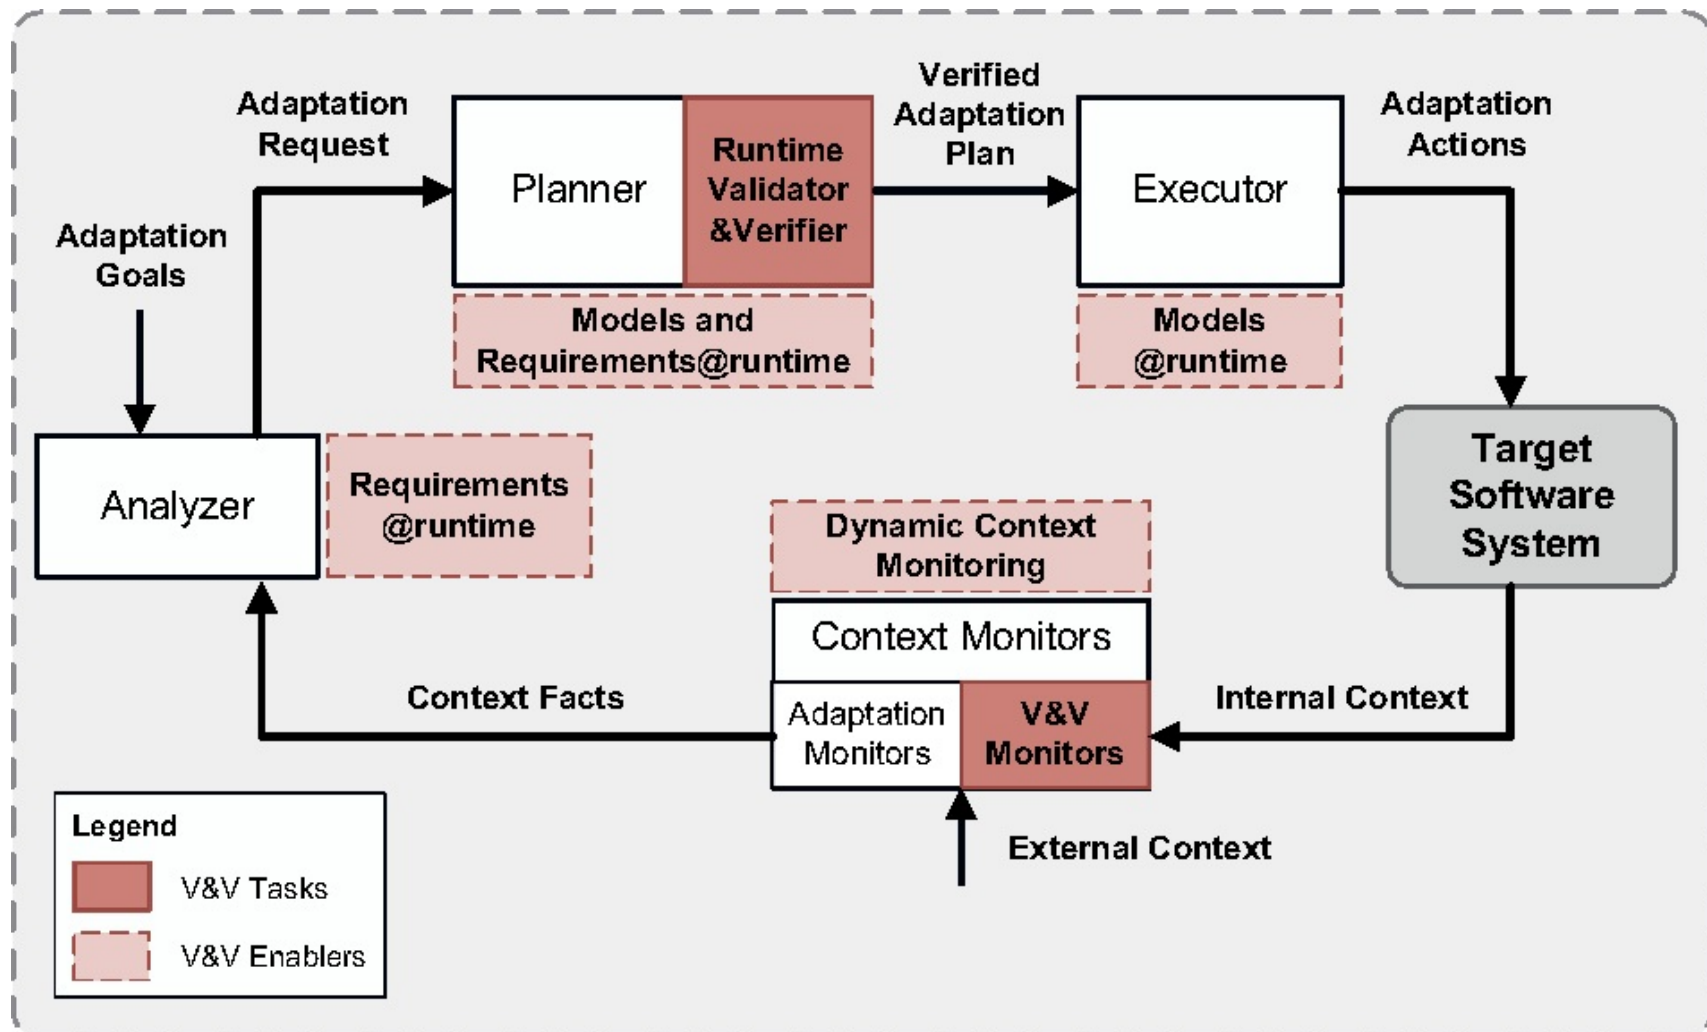 Adaptation
Request
Planner
Runtime
Validator
&Verifier
Verified
Adaptation
Plan
Executor
Adaptation
Actions
Adaptation
Goals
Models and
Requirements@runtime
Models
@runtime
Analyzer
Requirements
@runtime
Target
Software
System
Dynamic Context
Monitoring
Context Monitors
Adaptation
Monitors
V&V
Monitors
Context Facts
Internal Context
External Context
Legend
V&V Tasks
V&V Enablers